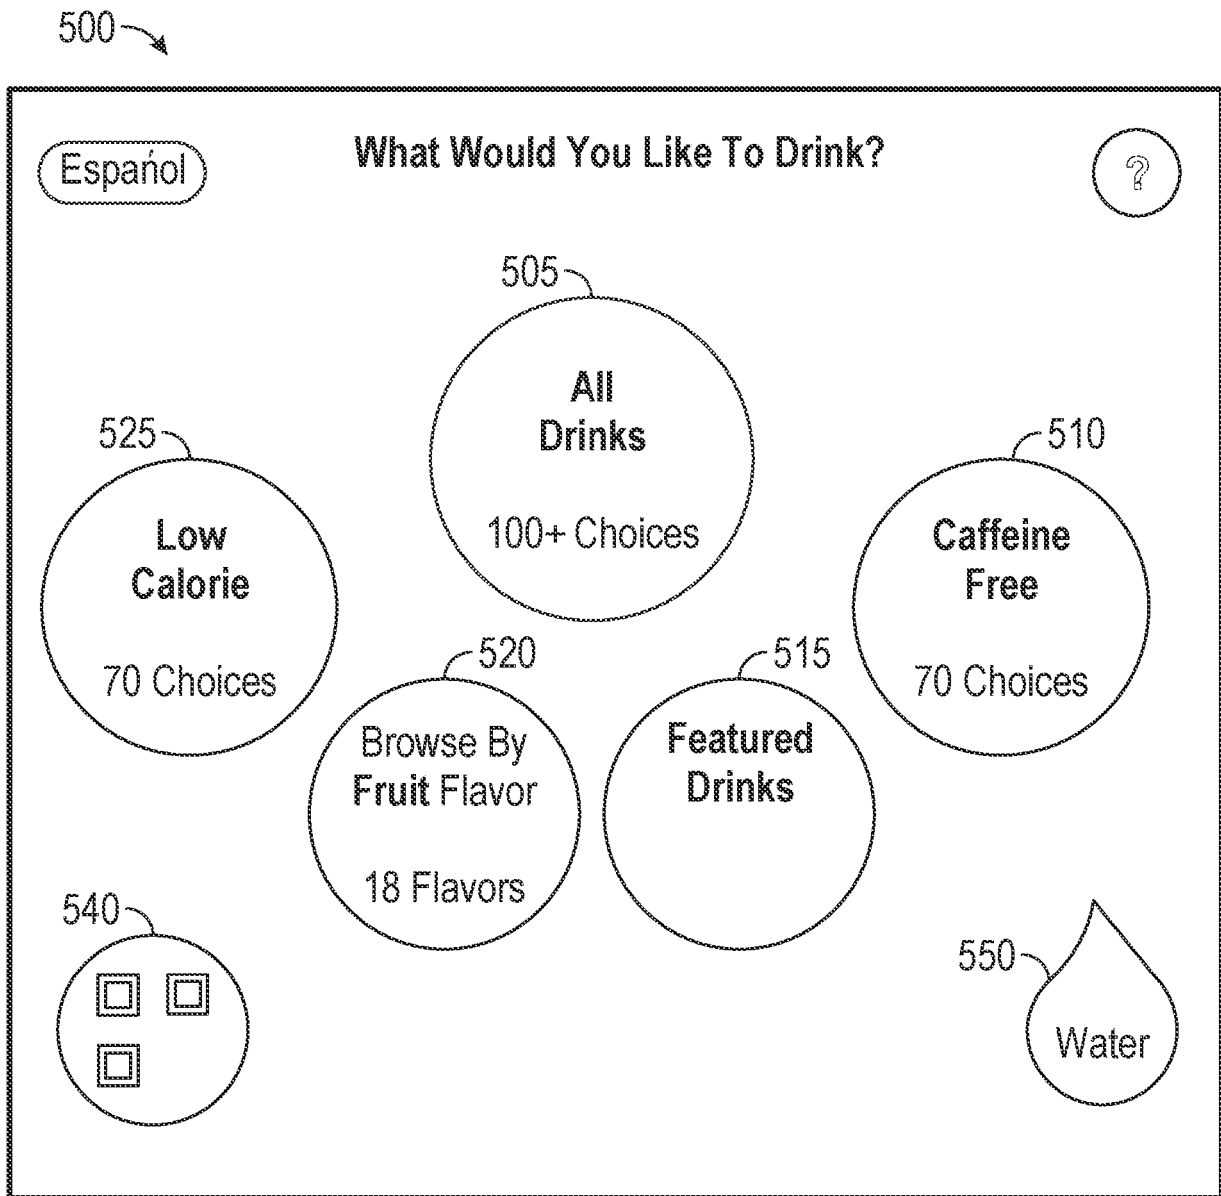 500
Espańol
What Would You Like To Drink?
?
505
All
Drinks
100+ Choices
525
Low
Calorie
70 Choices
510
Caffeine
Free
70 Choices
520
Browse By
Fruit Flavor
18 Flavors
515
Featured
Drinks
540
550
Water